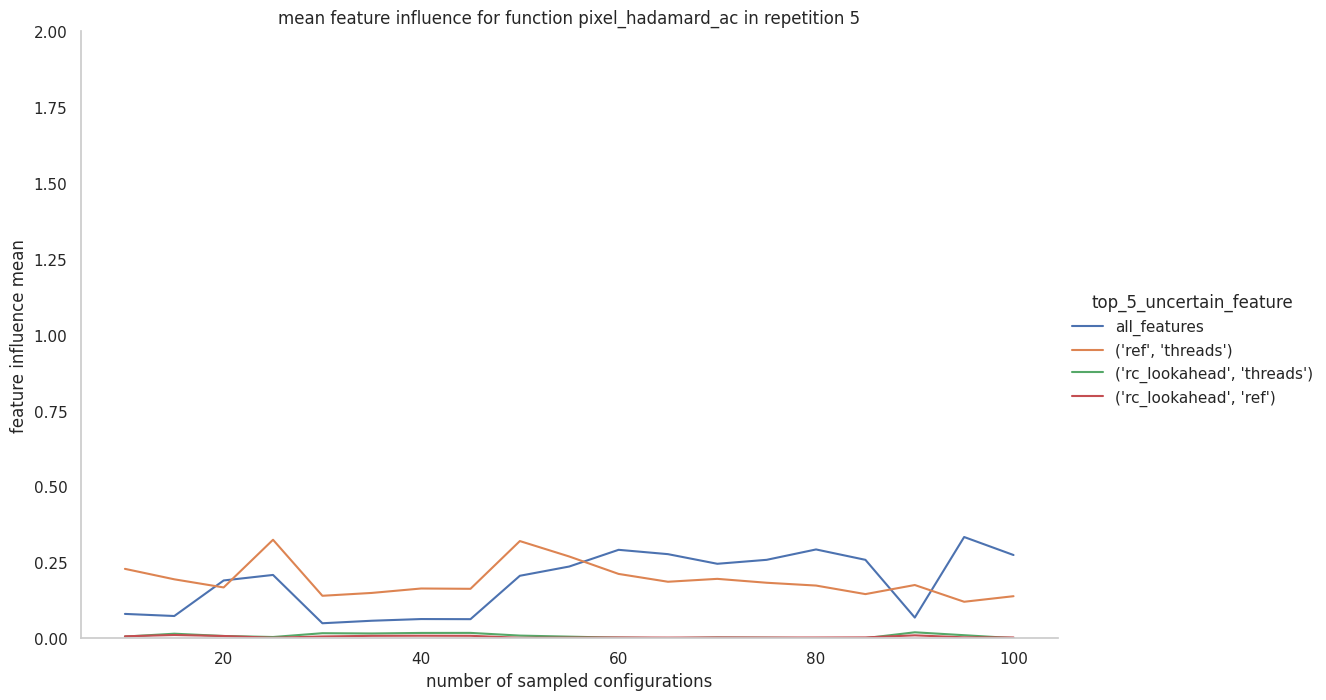 mean feature influence for function pixel_hadamard_ac in repetition 5
2.00
1.75
1.50
1.25
1.00
0.75
0.50
0.25
0.00
feature influence mean
20
40
60
80
100
number of sampled configurations
top_5_uncertain_feature
all_features
('ref', 'threads')
('rc_lookahead', 'threads')
('rc_lookahead', 'ref')